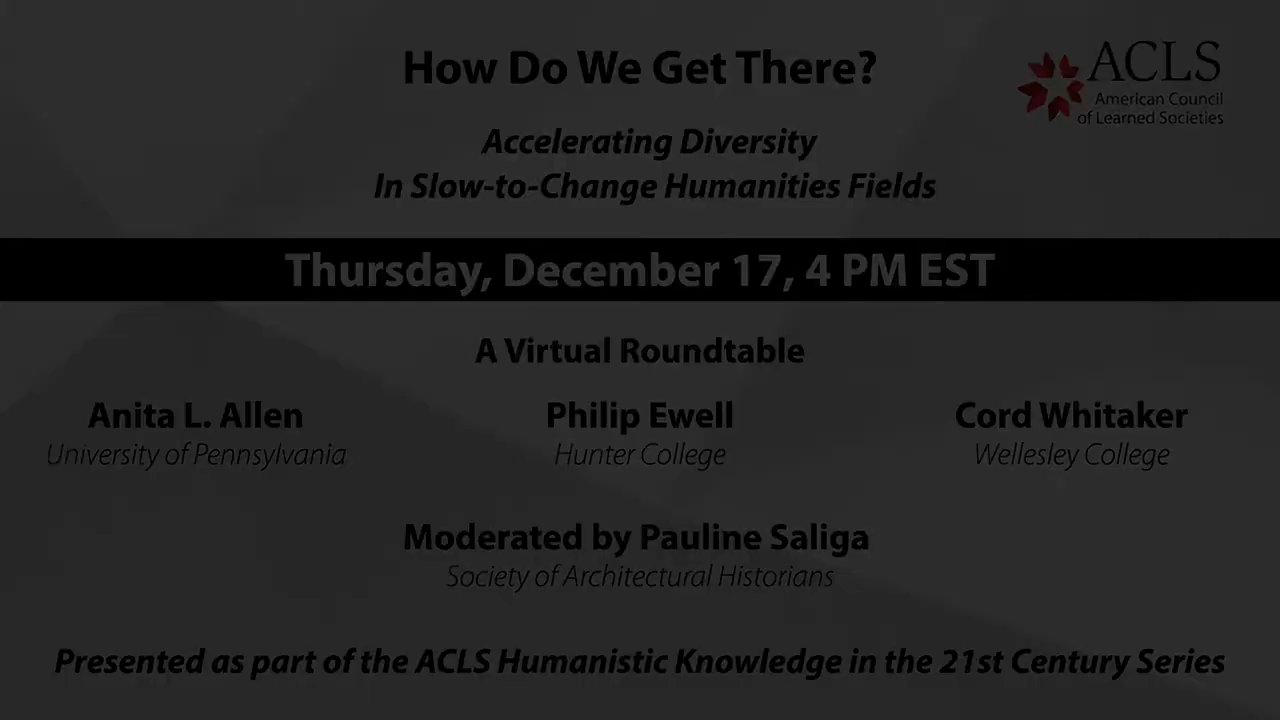 How Do We Get There?
ACLS
American Council
of Learned Societies
Accelerating Diversity
In Slow-to-Change Humanities Fields
Thursday, December 17, 4 PM EST
A Virtual Roundtable
Anita L. Allen
University of Pennsylvania
Philip Ewell
Hunter College
Cord Whitaker
Wellesley College
Moderated by Pauline Saliga
Society of Architectural Historians
Presented as part of the ACLS Humanistic Knowledge in the 21st Century Series